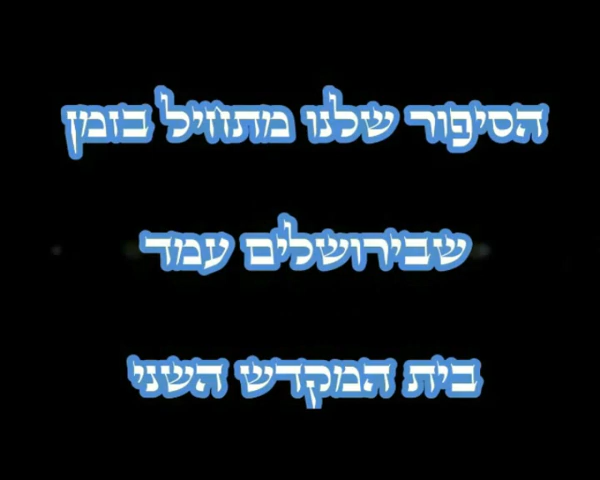 הסיפור שלנו מתחיל בזמן
שבירושלים עמד
בית המקדש השני